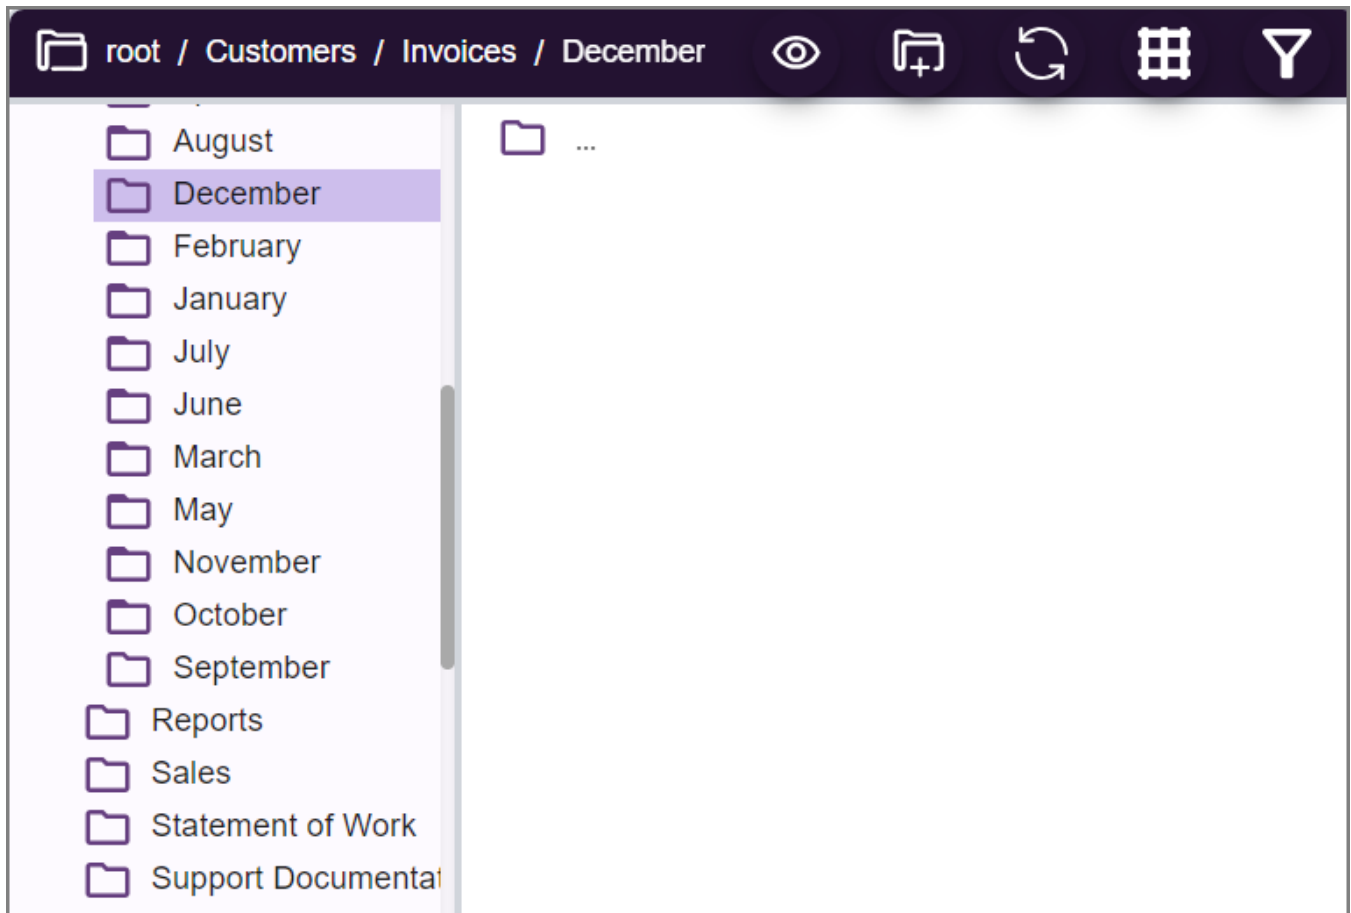 root / Customers / Invoices / December
August
December
February
January
July
June
March
May
November
October
September
Reports
Sales
Statement of Work
Support
...